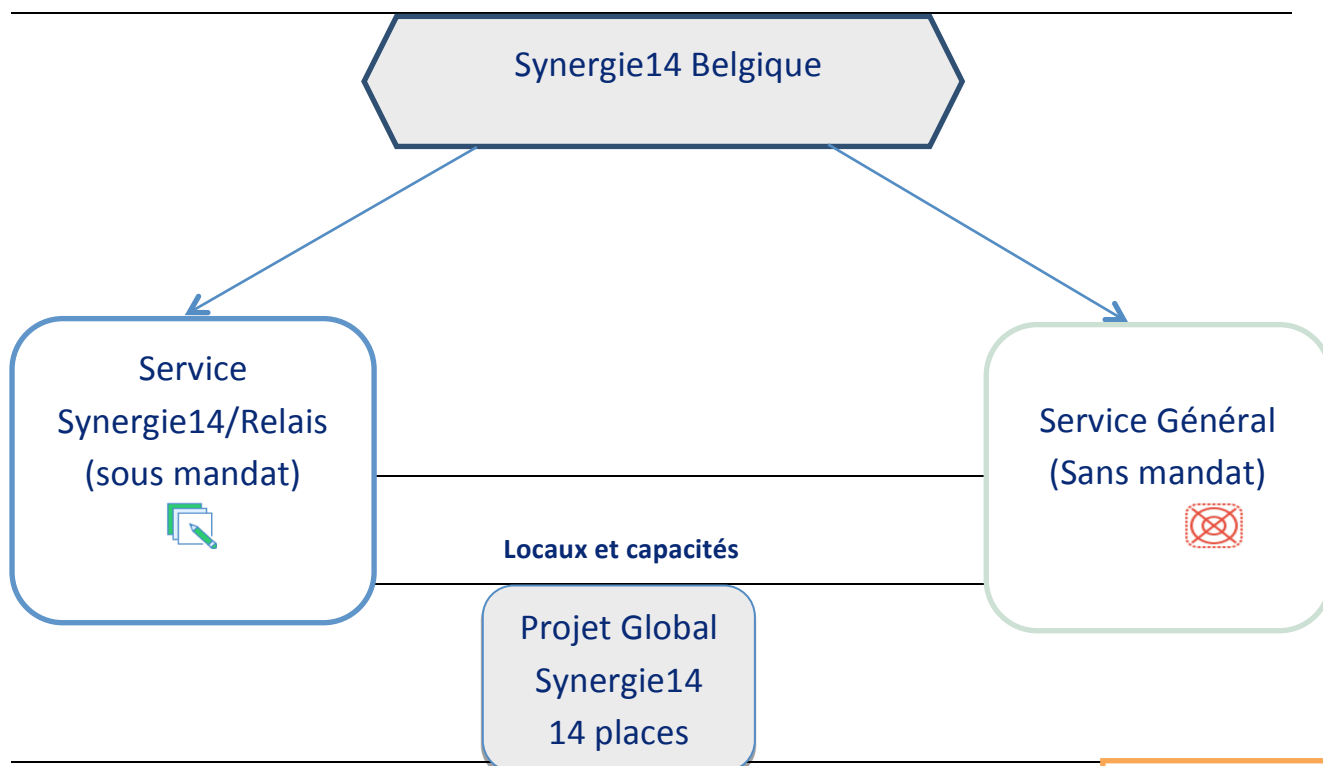 Synergie14 Belgique
Service
Synergie14/Relais
(sous mandat)
Service Général
(Sans mandat)
Locaux et capacités
Projet Global
Synergie14
14 places